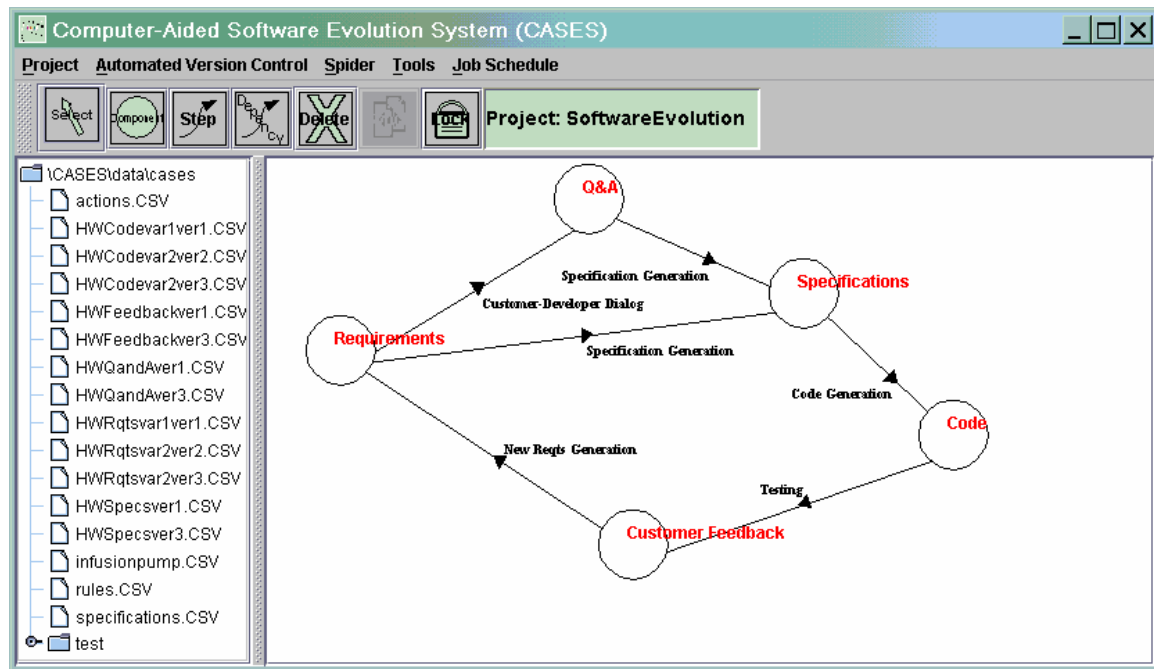 Computer-Aided Software Evolution System (CASES)
Project Automated Version Control Spider Tools Job Schedule
Select
Component
Step
Depen'cy
Delete
Lock
Project: SoftwareEvolution
\CASES\data\cases
actions.CSV
HWCodevar1ver1.CSV
HWCodevar2ver2.CSV
HWCodevar2ver3.CSV
HWFeedbackver1.CSV
HWFeedbackver3.CSV
HWQandAver1.CSV
HWQandAver3.CSV
HWRqtsvar1ver1.CSV
HWRqtsvar2ver2.CSV
HWRqtsvar2ver3.CSV
HWSpecsver1.CSV
HWSpecsver3.CSV
infusionpump.CSV
rules.CSV
specifications.CSV
test
Q&A
Specification Generation
Specifications
Customer-Developer Dialog
Requirements
Specification Generation
Code Generation
Code
New Reqts Generation
Testing
Customer Feedback